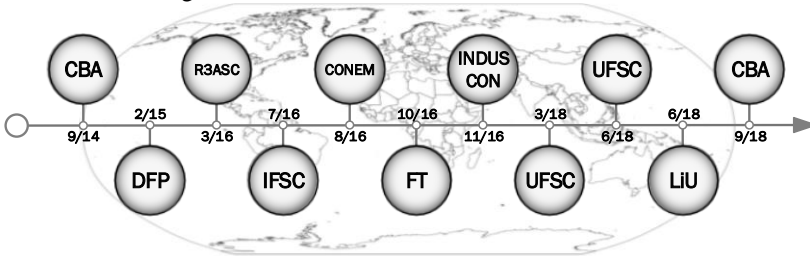 CBA
R3ASC
CONEM
INDUS
CON
UFSC
CBA
2/15
7/16
10/16
3/18
6/18
9/14
3/16
8/16
11/16
6/18
9/18
DFP
IFSC
FT
UFSC
LiU